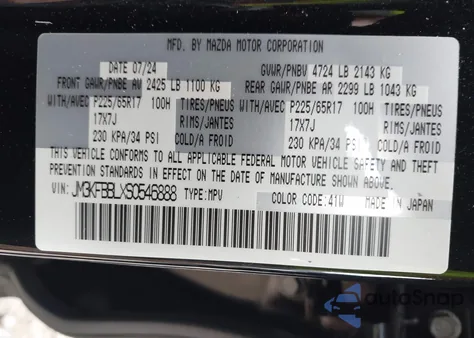 MFD. BY MAZDA MOTOR CORPORATION
DATE 07/24 GVWR/PNBV 4724 LB 2143 KG
FRONT GAWR/PNBE AV 2425 LB 1100 KG REAR GAWR/PNBE AR 2299 LB 1043 KG
WITH/AVEC P225/65R17 100H TIRES/PNEUS WITH/AVEC P225/65R17 100H TIRES/PNEUS
17X7J RIMS/JANTES 17X7J RIMS/JANTES
230 KPA/34 PSI COLD/A FROID 230 KPA/34 PSI COLD/A FROID
THIS VEHICLE CONFORMS TO ALL APPLICABLE FEDERAL MOTOR VEHICLE SAFETY AND THEFT
PREVENTION STANDARDS IN EFFECT ON THE DATE OF MANUFACTURE SHOWN ABOVE.
VIN: JM3KFBBLXS0546888 TYPE: MPV COLOR CODE: 41W MADE IN JAPAN
autoSnap